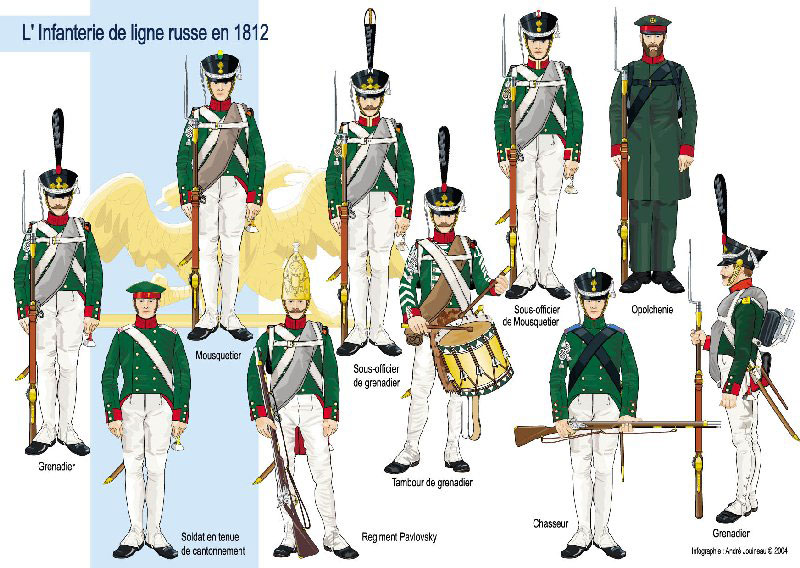 L' Infanterie de ligne russe en 1812
Mousquetier
Sous-officier
de grenadier
Sous-officier
de Mousquetier
Opolchenie
Grenadier
Soldat en tenue
de cantonnement
Regiment Pavlovsky
Tambour de grenadier
Chasseur
Grenadier
Infographie : André Jouineau © 2004